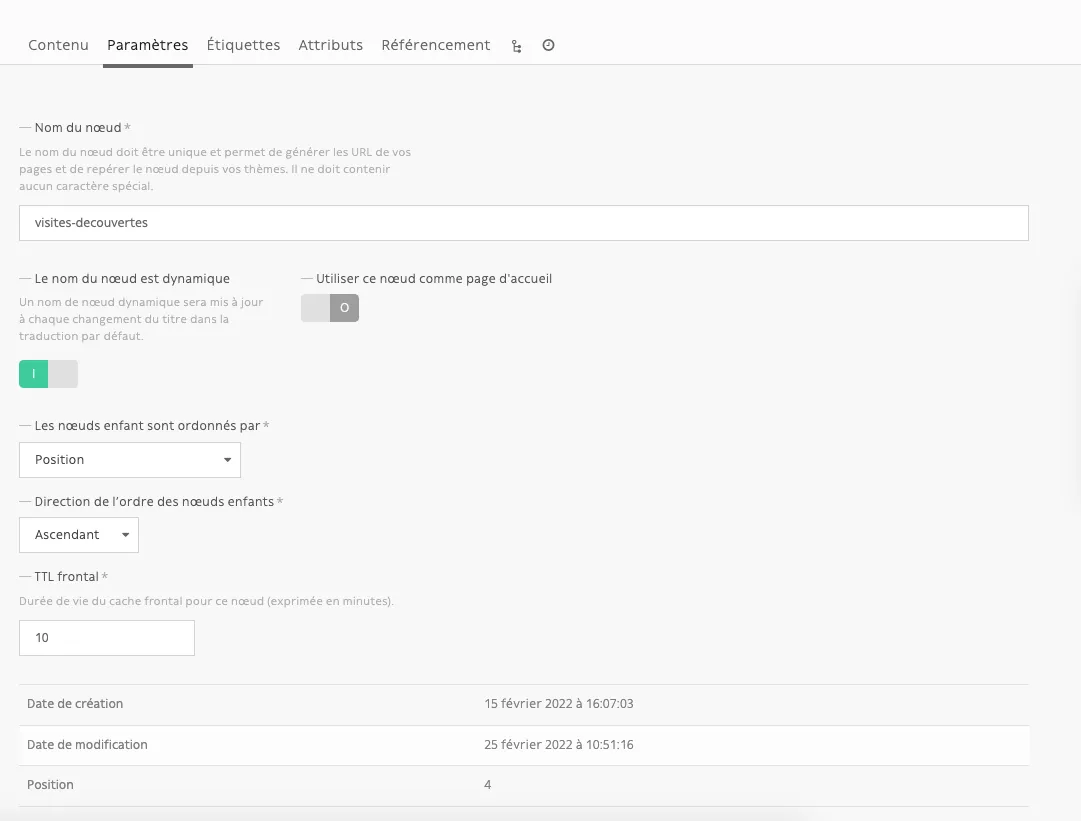 Contenu Paramètres Étiquettes Attributs Référencement
— Nom du nœud *
Le nom du nœud doit être unique et permet de générer les URL de vos
pages et de repérer le nœud depuis vos thèmes. Il ne doit contenir
aucun caractère spécial.
visites-decouvertes
— Le nom du nœud est dynamique
Un nom de nœud dynamique sera mis à jour
à chaque changement du titre dans la
traduction par défaut.
I
— Utiliser ce nœud comme page d'accueil
O
— Les nœuds enfant sont ordonnés par *
Position
— Direction de l’ordre des nœuds enfants *
Ascendant
— TTL frontal *
Durée de vie du cache frontal pour ce nœud (exprimée en minutes).
10
Date de création 15 février 2022 à 16:07:03
Date de modification 25 février 2022 à 10:51:16
Position 4